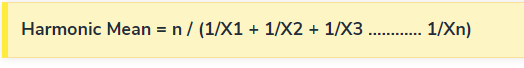 Harmonic Mean = n / (1/X1 + 1/X2 + 1/X3 ............ 1/Xn)